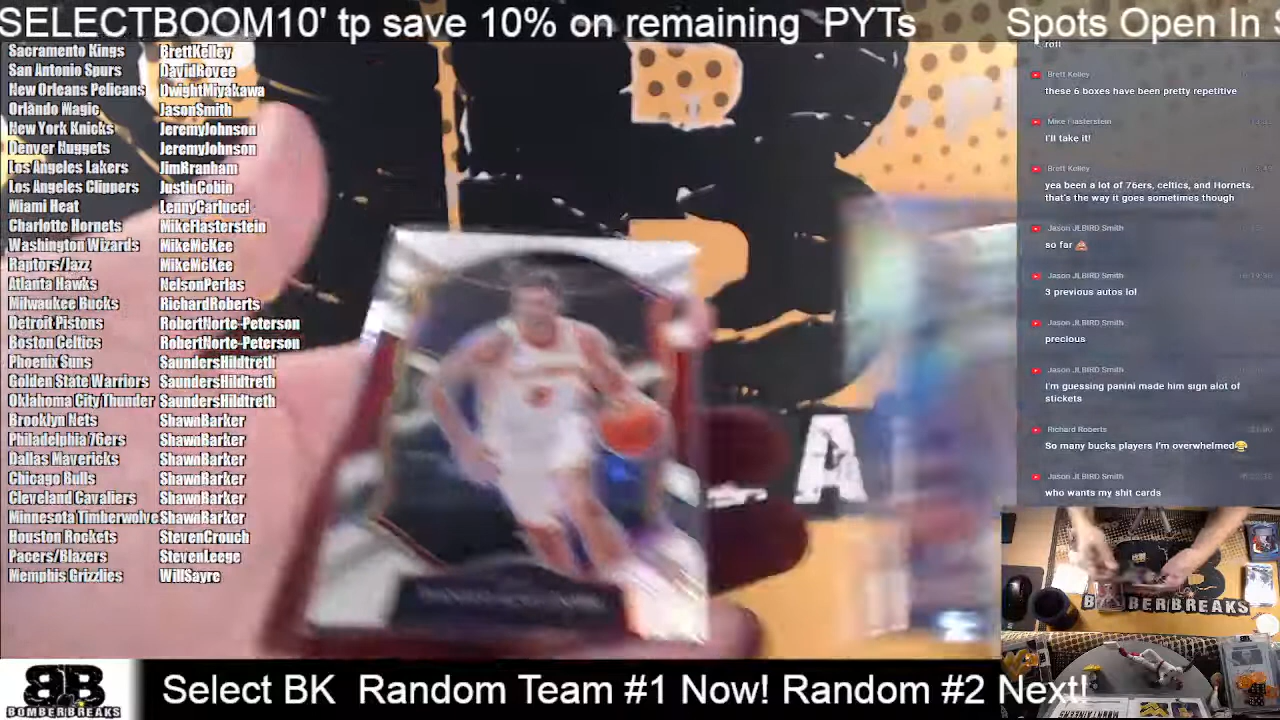 SELECTBOOM10' tp save 10% on remaining PYTs Spots Open In
Sacramento Kings BrettKelley
San Antonio Spurs DavidBovee
New Orleans Pelicans DwightMiyakawa
Orlando Magic JasonSmith
New York Knicks JeremyJohnson
Denver Nuggets JeremyJohnson
Los Angeles Lakers JimBranham
Los Angeles Clippers JustinCobin
Miami Heat LennyCarlucci
Charlotte Hornets MikeFlasterstein
Washington Wizards MikeMcKee
Raptors/Jazz MikeMcKee
Atlanta Hawks NelsonPerlas
Milwaukee Bucks RichardRoberts
Detroit Pistons RobertNorte-Peterson
Boston Celtics RobertNorte-Peterson
Phoenix Suns SaundersHildtreth
Golden State Warriors SaundersHildtreth
Oklahoma City Thunder SaundersHildtreth
Brooklyn Nets ShawnBarker
Philadelphia 76ers ShawnBarker
Dallas Mavericks ShawnBarker
Chicago Bulls ShawnBarker
Cleveland Cavaliers ShawnBarker
Minnesota Timberwolve ShawnBarker
Houston Rockets StevenCrouch
Pacers/Blazers StevenLeege
Memphis Grizzlies WillSayre
rofl
Brett Kelley
these 6 boxes have been pretty repetitive
Mike Flasterstein
I'll take it!
Brett Kelley
yea been a lot of 76ers, celtics, and Hornets.
that's the way it goes sometimes though
Jason JLBIRD Smith
so far 💩
Jason JLBIRD Smith
3 previous autos lol
Jason JLBIRD Smith
precious
Jason JLBIRD Smith
I'm guessing panini made him sign alot of
stickets
Richard Roberts
So many bucks players I'm overwhelmed😂
Jason JLBIRD Smith
who wants my shit cards
A
BOMBERBREAKS
BB
BOMBERBREAKS
Select BK Random Team #1 Now! Random #2 Next!